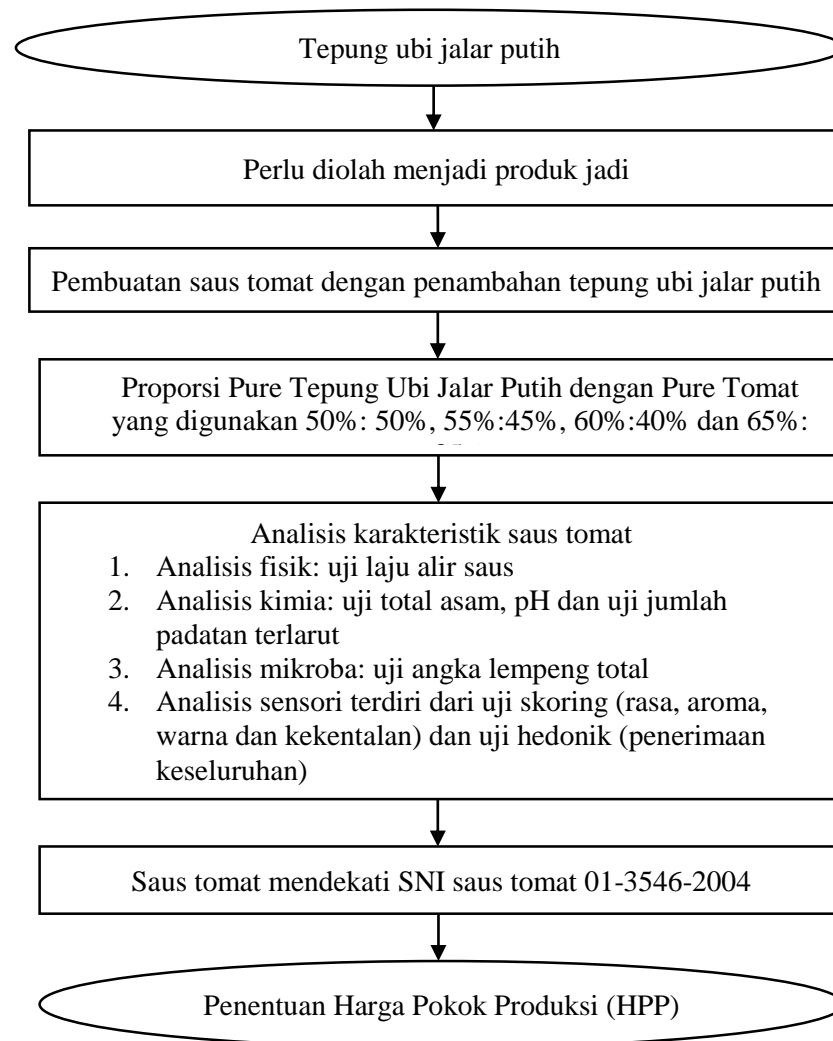 Tepung ubi jalar putih
Perlu diolah menjadi produk jadi
Pembuatan saus tomat dengan penambahan tepung ubi jalar putih
Proporsi Pure Tepung Ubi Jalar Putih dengan Pure Tomat
yang digunakan 50%: 50%, 55%:45%, 60%:40% dan 65%:
Analisis karakteristik saus tomat
1. Analisis fisik: uji laju alir saus
2. Analisis kimia: uji total asam, pH dan uji jumlah
padatan terlarut
3. Analisis mikroba: uji angka lempeng total
4. Analisis sensori terdiri dari uji skoring (rasa, aroma,
warna dan kekentalan) dan uji hedonik (penerimaan
keseluruhan)
Saus tomat mendekati SNI saus tomat 01-3546-2004
Penentuan Harga Pokok Produksi (HPP)